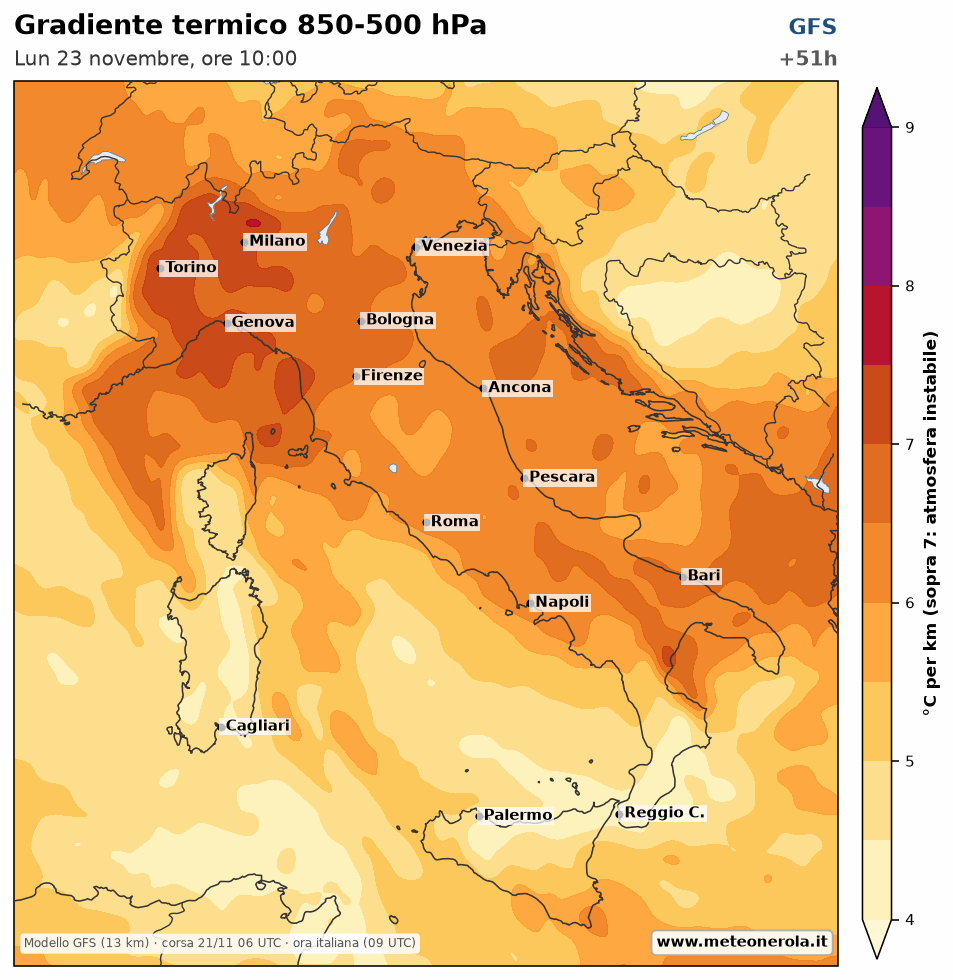 Gradiente termico 850-500 hPa
GFS
Lun 23 novembre, ore 10:00
+51h
9
8
7
6
5
4
°C per km (sopra 7: atmosfera instabile)
Milano
Venezia
Torino
Genova
Bologna
Firenze
Ancona
Pescara
Roma
Bari
Napoli
Cagliari
Palermo
Reggio C.
Modello GFS (13 km) · corsa 21/11 06 UTC · ora italiana (09 UTC)
www.meteonerola.it